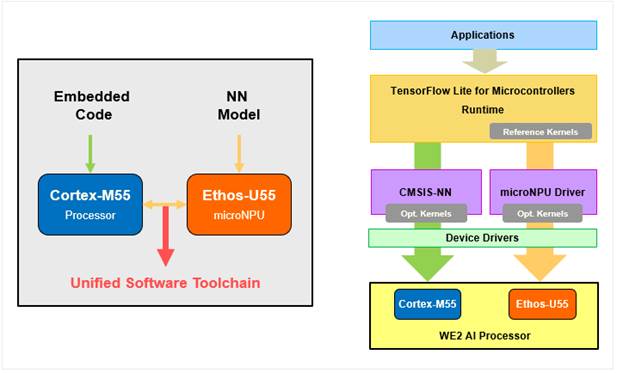 Embedded
Code
NN
Model
Cortex-M55
Processor
Ethos-U55
microNPU
Unified Software Toolchain
Applications
TensorFlow Lite for Microcontrollers
Runtime
Reference Kernels
CMSIS-NN
Opt. Kernels
microNPU Driver
Opt. Kernels
Device Drivers
Cortex-M55
Ethos-U55
WE2 AI Processor